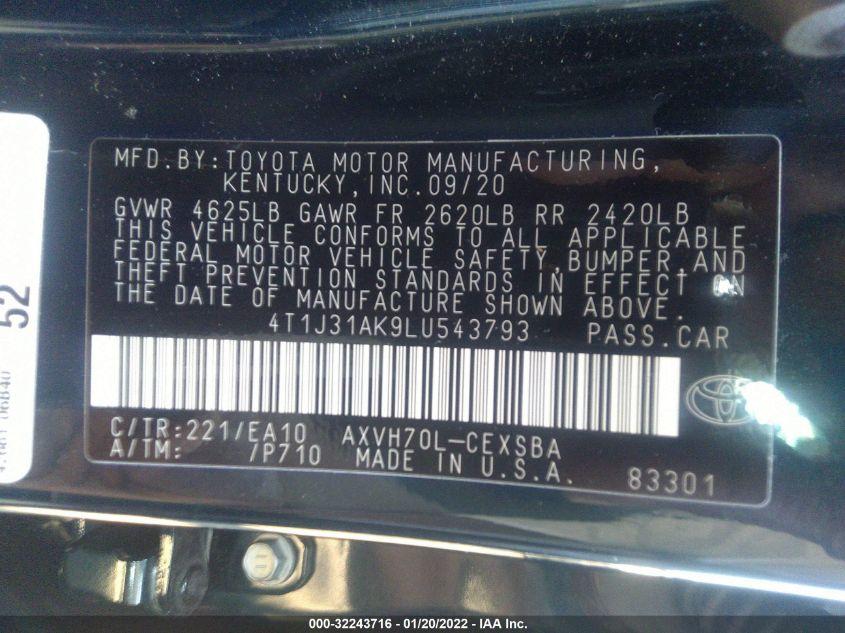 MFD.BY:TOYOTA MOTOR MANUFACTURING,
KENTUCKY,INC.09/20
GVWR 4625LB GAWR FR 2620LB RR 2420LB
THIS VEHICLE CONFORMS TO ALL APPLICABLE
FEDERAL MOTOR VEHICLE SAFETY,BUMPER,AND
THEFT PREVENTION STANDARDS IN EFFECT ON
THE DATE OF MANUFACTURE SHOWN ABOVE.
4T1J31AK9LU543793 PASS.CAR
C/TR:221/EA10 AXVH70L-CEXSBA
A/TM: /P710 MADE IN U.S.A.
83301
52
06840
000-32243716 — 01/20/2022 — IAA Inc.